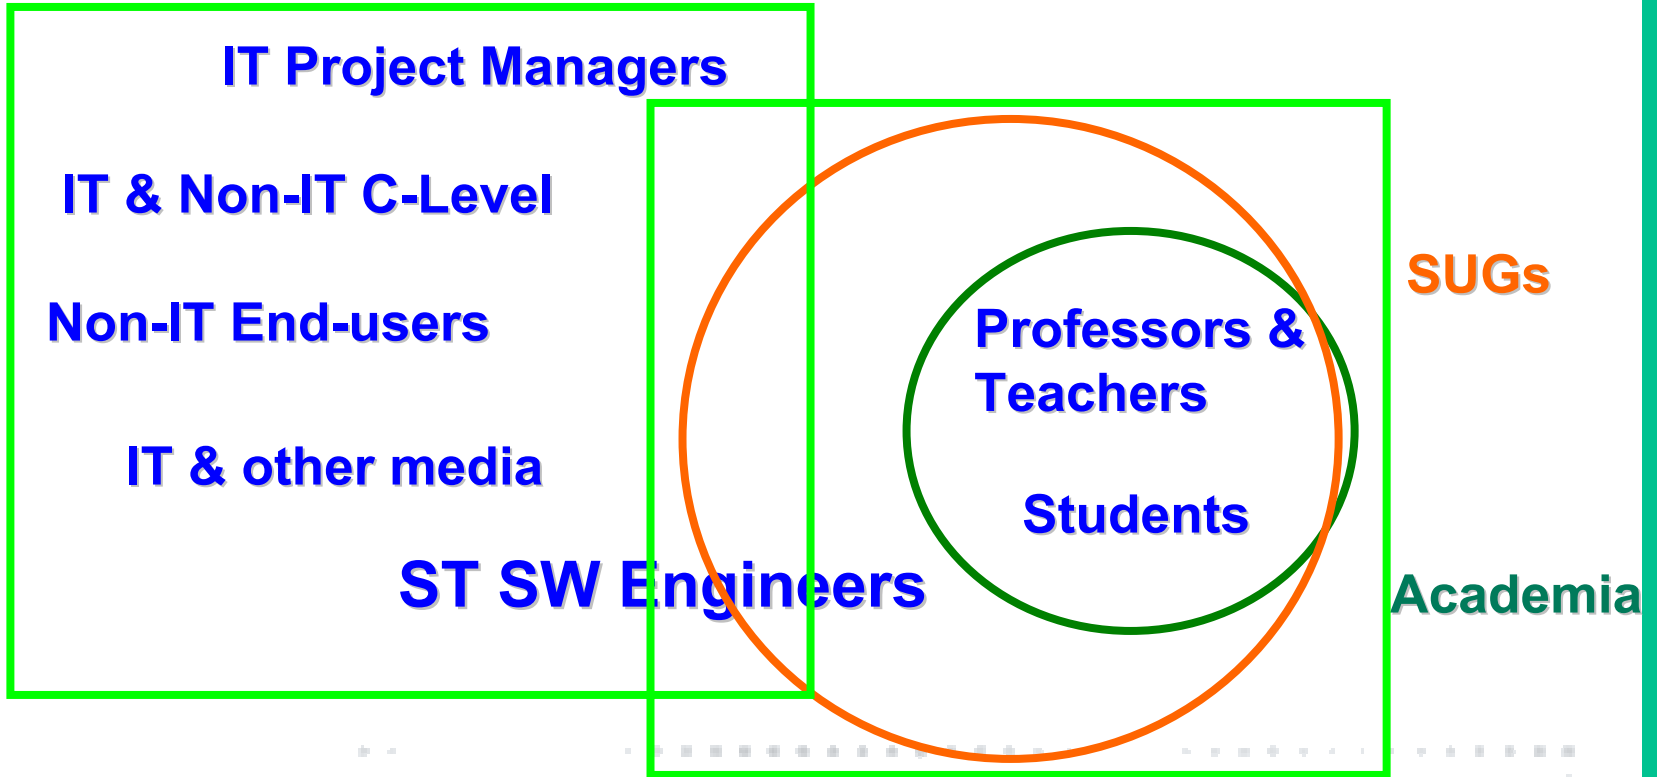 IT Project Managers
IT & Non-IT C-Level
SUGs
Non-IT End-users
Professors &
Teachers
IT & other media
Students
ST SW Engineers
Academia